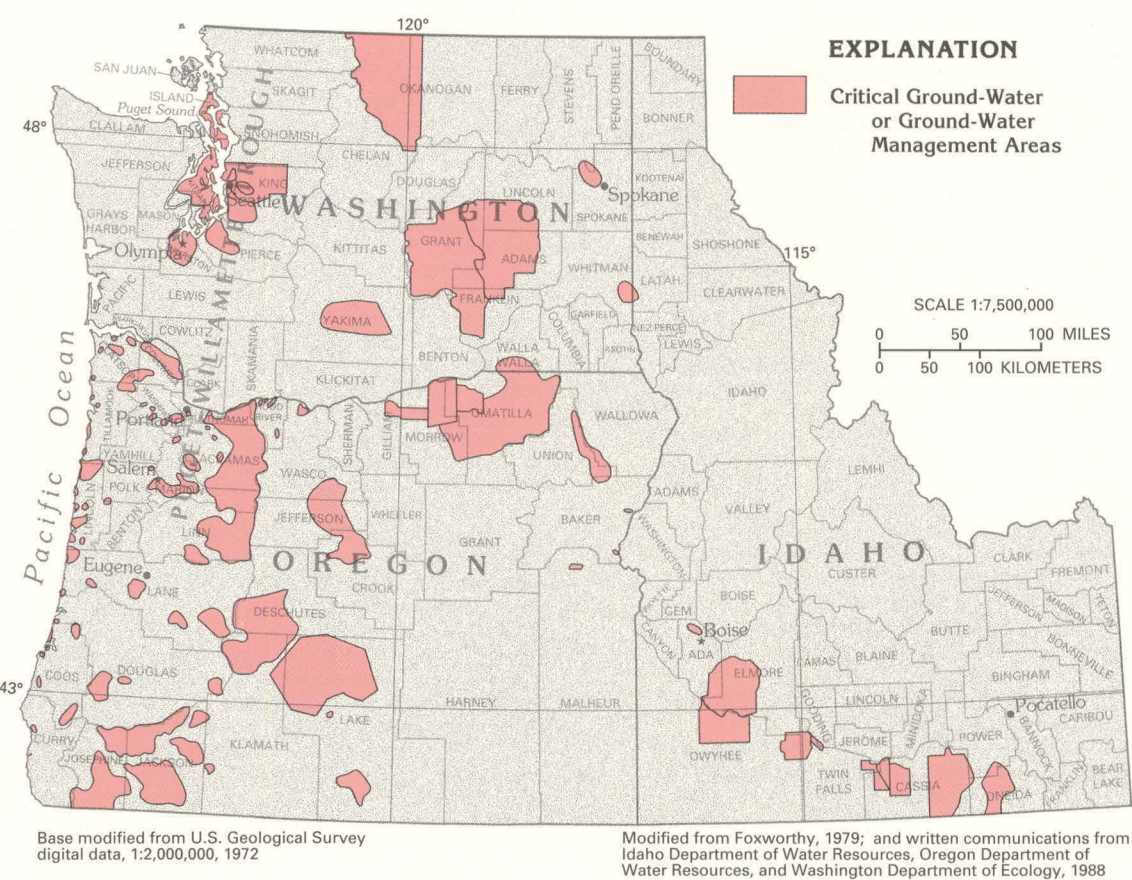 120°
EXPLANATION
Critical Ground-Water
or Ground-Water
Management Areas
WHATCOM
SAN JUAN
SKAGIT
OKANOGAN
FERRY
STEVENS
PEND OREILLE
BOUNDARY
BONNER
ISLAND
Puget Sound
48°
CLALLAM
SNOHOMISH
JEFFERSON
CHELAN
DOUGLAS
LINCOLN
KOOTENAI
Spokane
SPOKANE
KING
Seattle
WASHINGTON
GRAYS
HARBOR
MASON
Olympia
PIERCE
KITTITAS
GRANT
ADAMS
WHITMAN
BENEWAH
SHOSHONE
115°
LATAH
CLEARWATER
PACIFIC
LEWIS
YAKIMA
FRANKLIN
GARFIELD
COLUMBIA
ASOTIN
NEZ PERCE
LEWIS
COWLITZ
SKAMANIA
BENTON
WALLA
WALLA
CLARK
KLICKITAT
IDAHO
SCALE 1:7,500,000
0 50 100 MILES
0 50 100 KILOMETERS
PUGET-WILLAMETTE TROUGH
Pacific Ocean
TILLAMOOK
Portland
HOOD
RIVER
SHERMAN
GILLIAM
MORROW
UMATILLA
WALLOWA
UNION
YAMHILL
CLACKAMAS
WASCO
Salem
POLK
MARION
LINCOLN
BENTON
LINN
JEFFERSON
WHEELER
GRANT
BAKER
ADAMS
WASHINGTON
VALLEY
LEMHI
OREGON
IDAHO
Eugene
LANE
CROOK
DESCHUTES
CUSTER
CLARK
FREMONT
JEFFERSON
MADISON
TETON
BOISE
GEM
CANYON
Boise
ADA
BUTTE
BONNEVILLE
COOS
DOUGLAS
43°
LAKE
HARNEY
MALHEUR
ELMORE
CAMAS
BLAINE
BINGHAM
GOODING
LINCOLN
MINIDOKA
Pocatello
CARIBOU
CURRY
JOSEPHINE
JACKSON
KLAMATH
OWYHEE
JEROME
POWER
BANNOCK
TWIN
FALLS
CASSIA
ONEIDA
FRANKLIN
BEAR
LAKE
Base modified from U.S. Geological Survey
digital data, 1:2,000,000, 1972
Modified from Foxworthy, 1979; and written communications from
Idaho Department of Water Resources, Oregon Department of
Water Resources, and Washington Department of Ecology, 1988